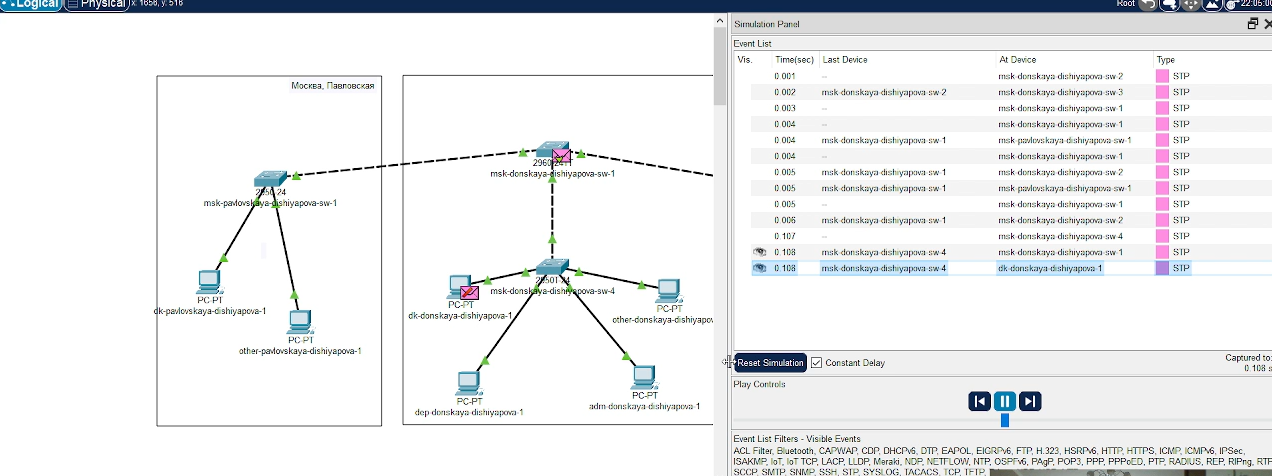 Logical
Physical
x: 1656, y: 516
Root
22:05:00
Москва, Павловская
2960-24TT
msk-donskaya-dishiyapova-sw-1
2950-24
msk-pavlovskaya-dishiyapova-sw-1
PC-PT
dk-pavlovskaya-dishiyapova-1
PC-PT
other-pavlovskaya-dishiyapova-1
msk-donskaya-dishiyapova-sw-4
PC-PT
dk-donskaya-dishiyapova-1
PC-PT
other-donskaya-dishiyapov
PC-PT
dep-donskaya-dishiyapova-1
PC-PT
adm-donskaya-dishiyapova-1
Simulation Panel
Event List
Vis. Time(sec) Last Device At Device Type
0.001 -- msk-donskaya-dishiyapova-sw-2 STP
0.002 msk-donskaya-dishiyapova-sw-2 msk-donskaya-dishiyapova-sw-3 STP
0.003 -- msk-donskaya-dishiyapova-sw-1 STP
0.004 -- msk-donskaya-dishiyapova-sw-1 STP
0.004 msk-donskaya-dishiyapova-sw-1 msk-pavlovskaya-dishiyapova-sw-1 STP
0.004 -- msk-donskaya-dishiyapova-sw-1 STP
0.005 msk-donskaya-dishiyapova-sw-1 msk-donskaya-dishiyapova-sw-2 STP
0.005 msk-donskaya-dishiyapova-sw-1 msk-pavlovskaya-dishiyapova-sw-1 STP
0.005 -- msk-donskaya-dishiyapova-sw-1 STP
0.006 msk-donskaya-dishiyapova-sw-1 msk-donskaya-dishiyapova-sw-2 STP
0.107 -- msk-donskaya-dishiyapova-sw-4 STP
0.108 msk-donskaya-dishiyapova-sw-4 msk-donskaya-dishiyapova-sw-1 STP
0.108 msk-donskaya-dishiyapova-sw-4 dk-donskaya-dishiyapova-1 STP
Reset Simulation
Constant Delay
Captured to:
0.108 s
Play Controls
Event List Filters - Visible Events
ACL Filter, Bluetooth, CAPWAP, CDP, DHCPv6, DTP, EAPOL, EIGRPv6, FTP, H.323, HSRPv6, HTTP, HTTPS, ICMP, ICMPv6, IPSec,
ISAKMP, IoT, IoT TCP, LACP, LLDP, Meraki, NDP, NETFLOW, NTP, OSPFv6, PAgP, POP3, PPP, PPPoED, PTP, RADIUS, REP, RIPng, RTP
SCCP, SMTP, SNMP, SSH, STP, SYSLOG, TACACS, TCP, TFTP,